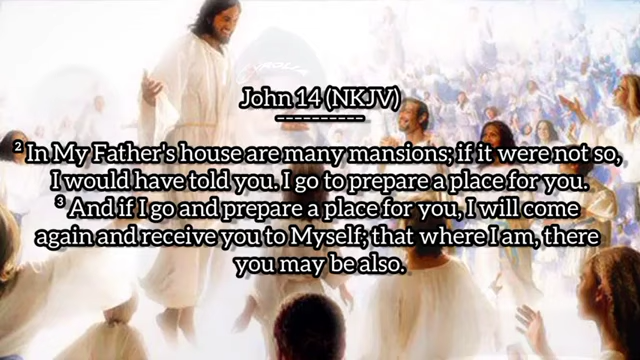 John 14 (NKJV)
----------
² In My Father's house are many mansions; if it were not so,
I would have told you. I go to prepare a place for you.
³ And if I go and prepare a place for you, I will come
again and receive you to Myself; that where I am, there
you may be also.